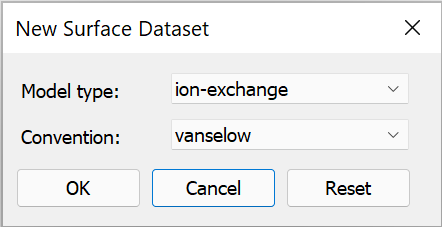 New Surface Dataset
Model type: ion-exchange
Convention: vanselow
OK Cancel Reset